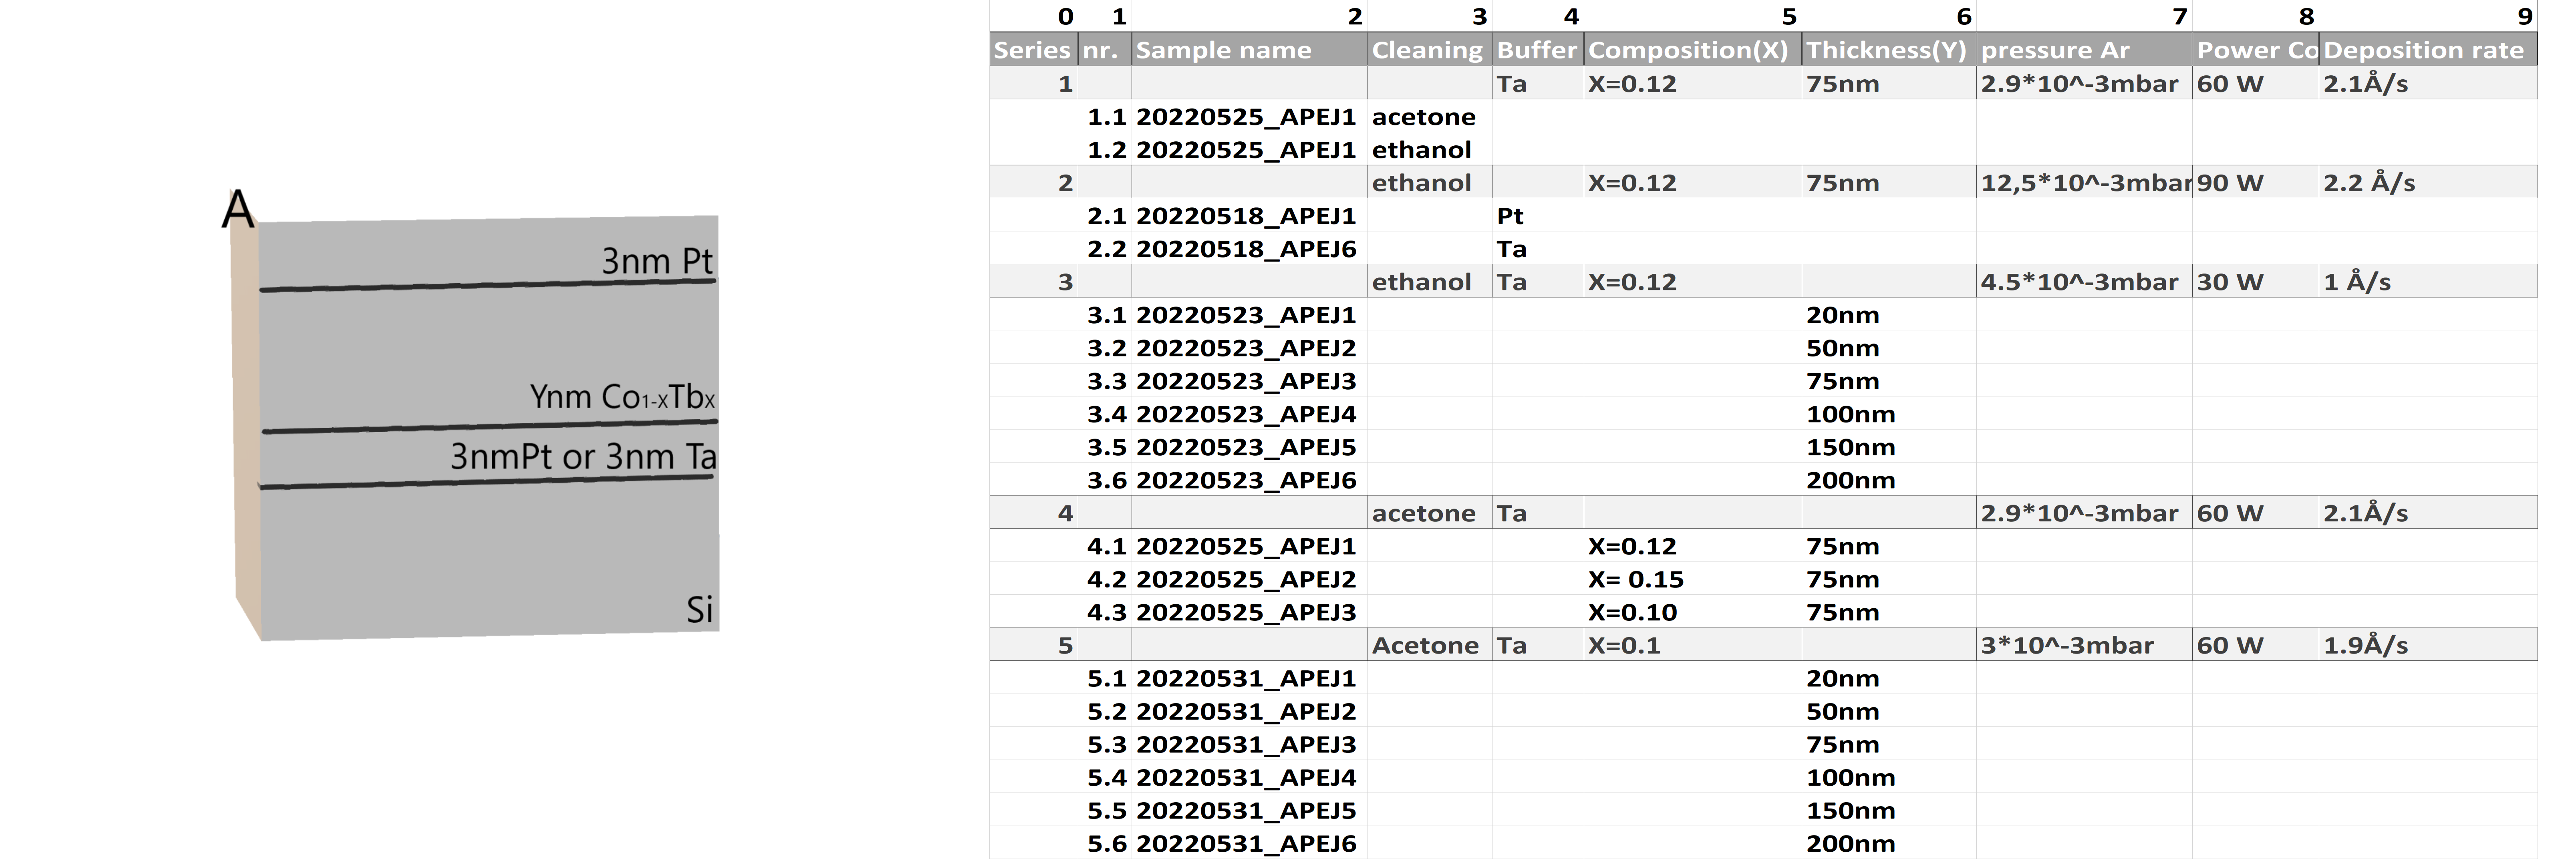 A
3nm Pt
Ynm Co1-XTbX
3nmPt or 3nm Ta
Si
0 1 2 3 4 5 6 7 8 9
Series nr. Sample name Cleaning Buffer Composition(X) Thickness(Y) pressure Ar Power Co Deposition rate
1 Ta X=0.12 75nm 2.9*10^-3mbar 60 W 2.1Å/s
1.1 20220525_APEJ1 acetone
1.2 20220525_APEJ1 ethanol
2 ethanol X=0.12 75nm 12,5*10^-3mbar 90 W 2.2 Å/s
2.1 20220518_APEJ1 Pt
2.2 20220518_APEJ6 Ta
3 ethanol Ta X=0.12 4.5*10^-3mbar 30 W 1 Å/s
3.1 20220523_APEJ1 20nm
3.2 20220523_APEJ2 50nm
3.3 20220523_APEJ3 75nm
3.4 20220523_APEJ4 100nm
3.5 20220523_APEJ5 150nm
3.6 20220523_APEJ6 200nm
4 acetone Ta 2.9*10^-3mbar 60 W 2.1Å/s
4.1 20220525_APEJ1 X=0.12 75nm
4.2 20220525_APEJ2 X= 0.15 75nm
4.3 20220525_APEJ3 X=0.10 75nm
5 Acetone Ta X=0.1 3*10^-3mbar 60 W 1.9Å/s
5.1 20220531_APEJ1 20nm
5.2 20220531_APEJ2 50nm
5.3 20220531_APEJ3 75nm
5.4 20220531_APEJ4 100nm
5.5 20220531_APEJ5 150nm
5.6 20220531_APEJ6 200nm